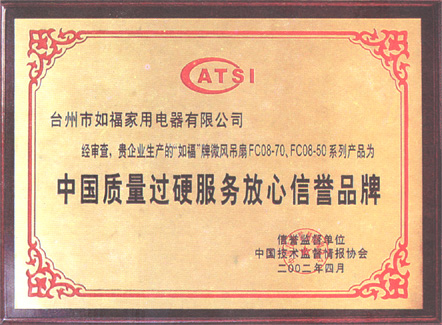 CATSI
台州市如福家用电器有限公司
经审查，贵企业生产的“如福”牌微风吊扇FC08-70、FC08-50系列产品为
中国质量过硬服务放心信誉品牌
信誉监督单位
中国技术监督情报协会
二00二年四月